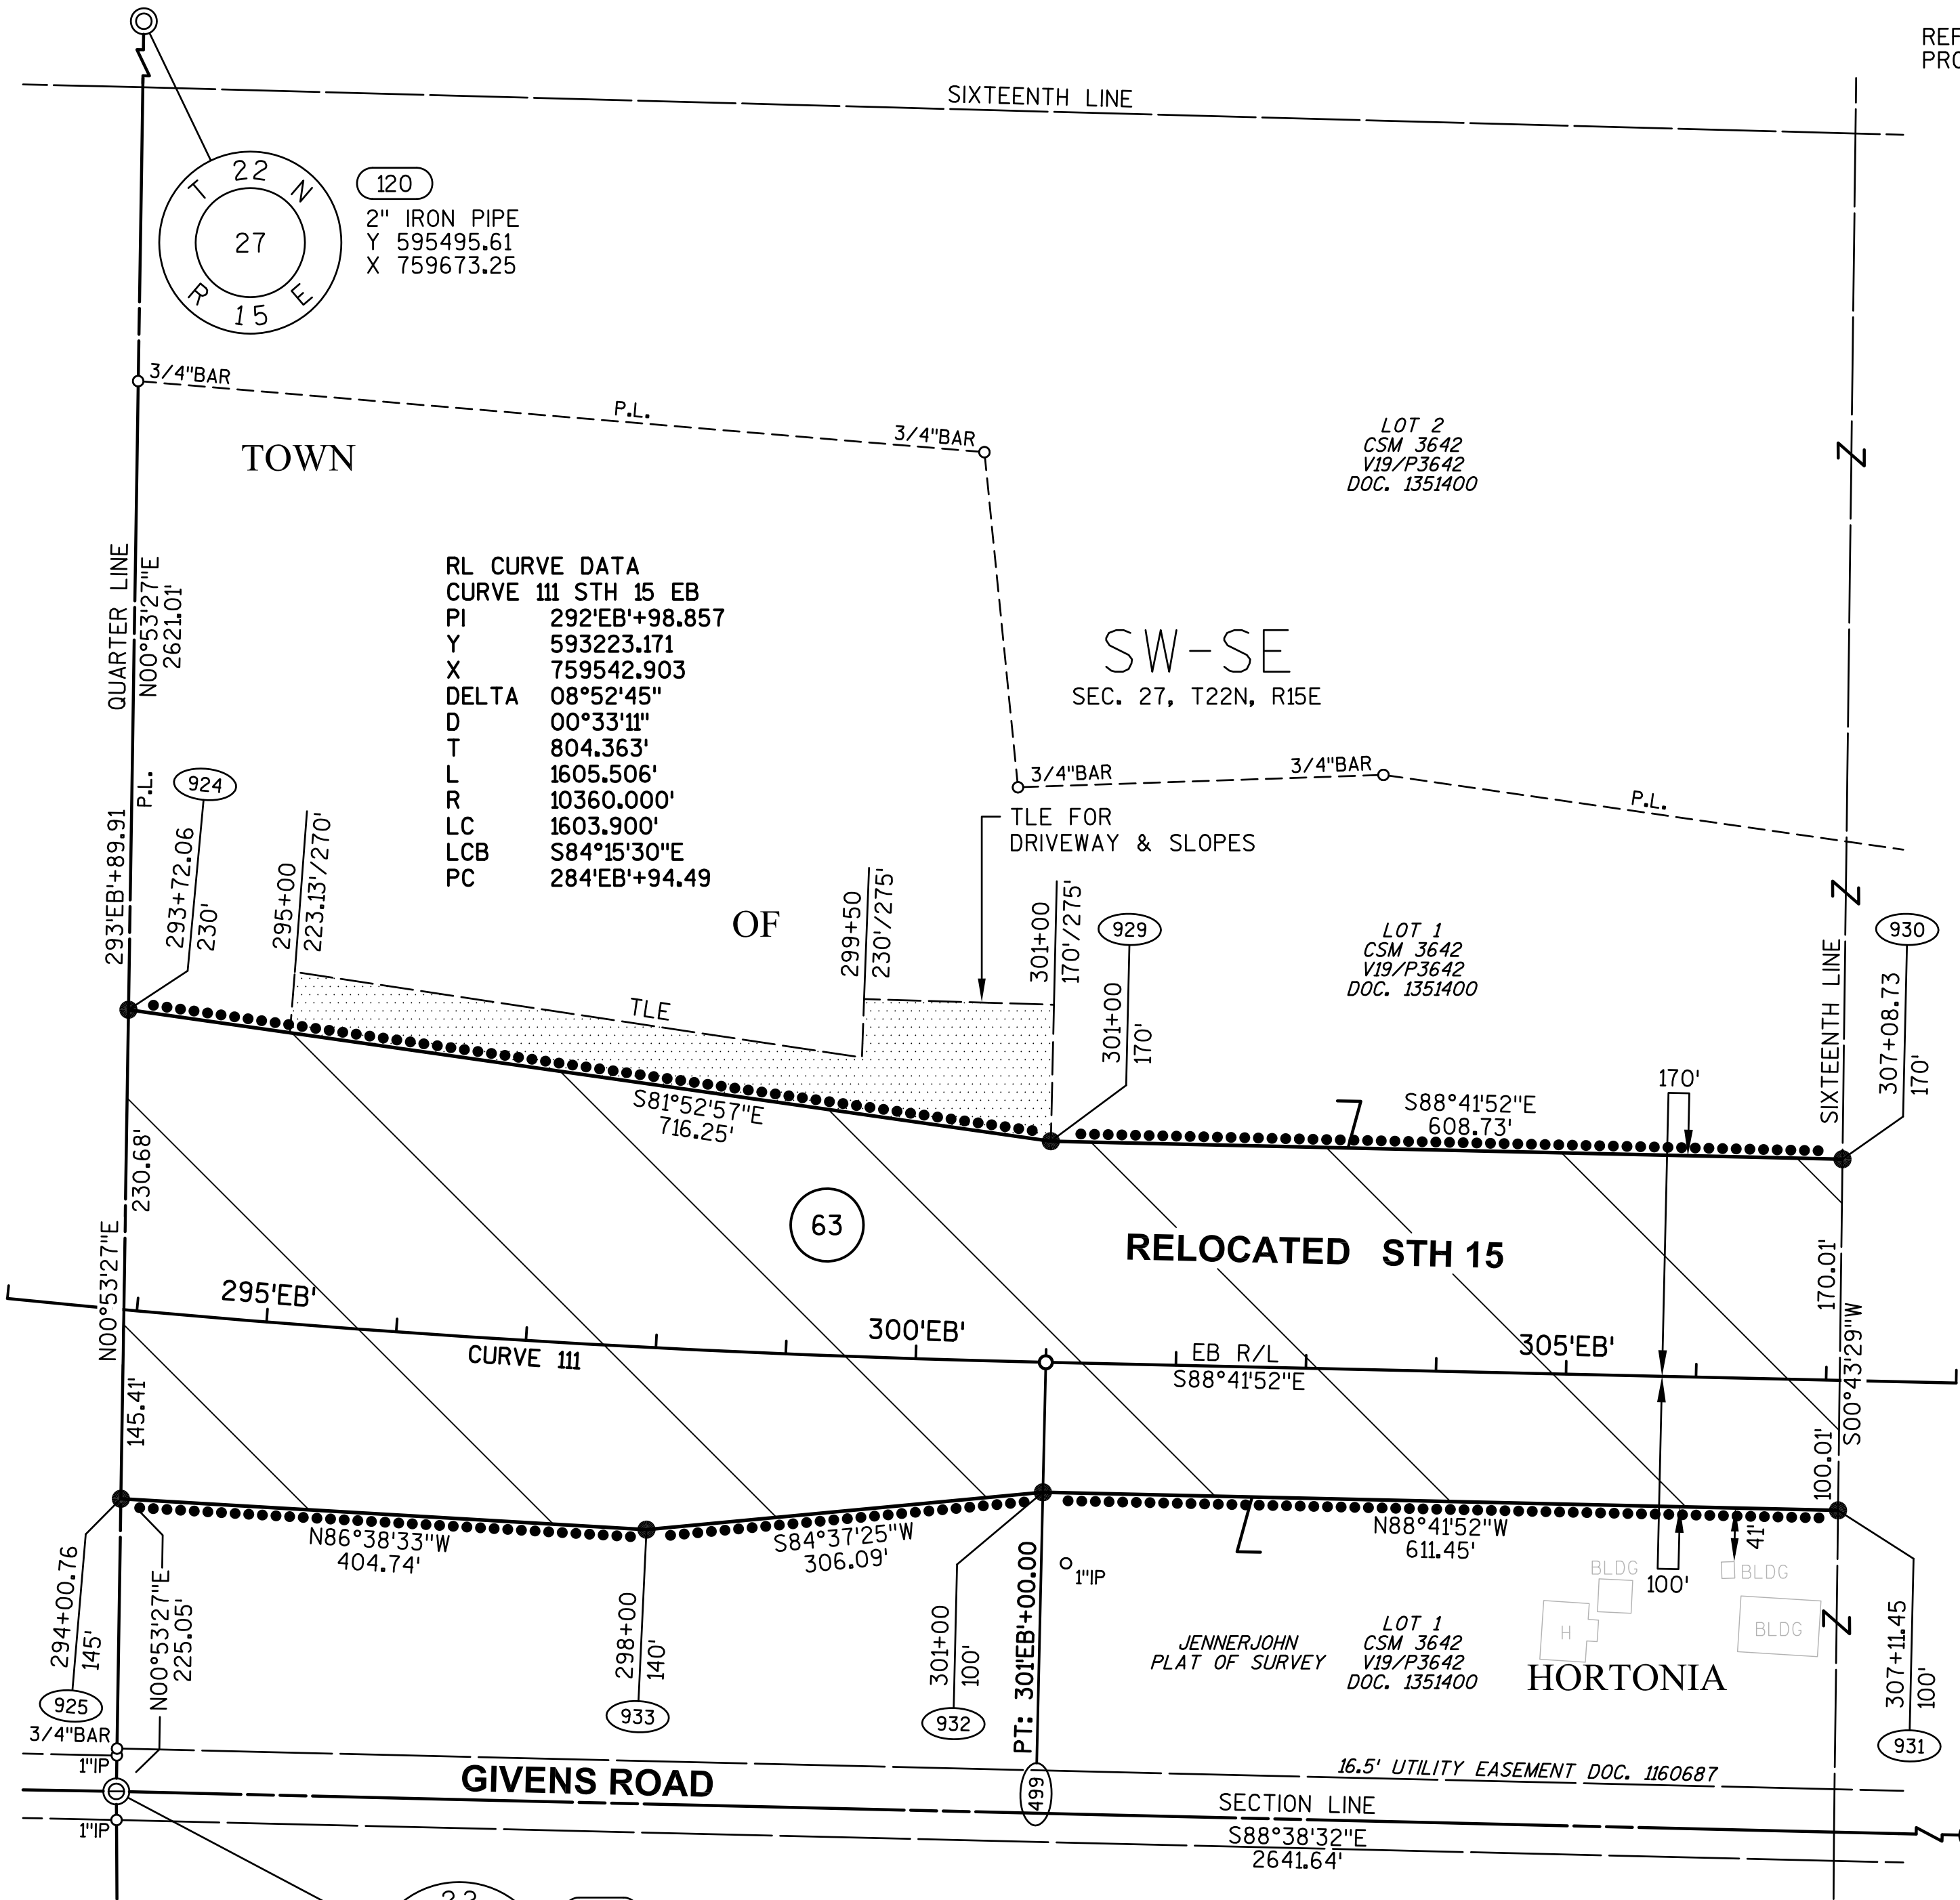 REF
PRO
SIXTEENTH LINE
T 22 N
27
R 15 E
120
2" IRON PIPE
Y 595495.61
X 759673.25
3/4"BAR
P.L.
3/4"BAR
TOWN
LOT 2
CSM 3642
V19/P3642
DOC. 1351400
QUARTER LINE
N00°53'27"E
2621.01'
RL CURVE DATA
CURVE 111 STH 15 EB
PI 292'EB'+98.857
Y 593223.171
X 759542.903
DELTA 08°52'45"
D 00°33'11"
T 804.363'
L 1605.506'
R 10360.000'
LC 1603.900'
LCB S84°15'30"E
PC 284'EB'+94.49
SW-SE
SEC. 27, T22N, R15E
3/4"BAR
3/4"BAR
P.L.
P.L.
TLE FOR
DRIVEWAY & SLOPES
293'EB'+89.91
924
293+72.06
230'
295+00
223.13'/270'
OF
299+50
230'/275'
301+00
170'/275'
929
301+00
170'
LOT 1
CSM 3642
V19/P3642
DOC. 1351400
SIXTEENTH LINE
930
307+08.73
170'
TLE
S81°52'57"E
716.25'
170'
S88°41'52"E
608.73'
230.68'
63
RELOCATED STH 15
170.01'
N00°53'27"E
295'EB'
CURVE 111
300'EB'
EB R/L
S88°41'52"E
305'EB'
S00°43'29"W
145.41'
100.01'
N86°38'33"W
404.74'
S84°37'25"W
306.09'
N88°41'52"W
611.45'
41'
294+00.76
145'
925
N00°53'27"E
225.05'
298+00
140'
933
301+00
100'
932
PT: 301'EB'+00.00
1"IP
BLDG
BLDG
100'
H
BLDG
JENNERJOHN
PLAT OF SURVEY
LOT 1
CSM 3642
V19/P3642
DOC. 1351400
HORTONIA
307+11.45
100'
931
3/4"BAR
1"IP
GIVENS ROAD
499
16.5' UTILITY EASEMENT DOC. 1160687
SECTION LINE
1"IP
S88°38'32"E
2641.64'
22